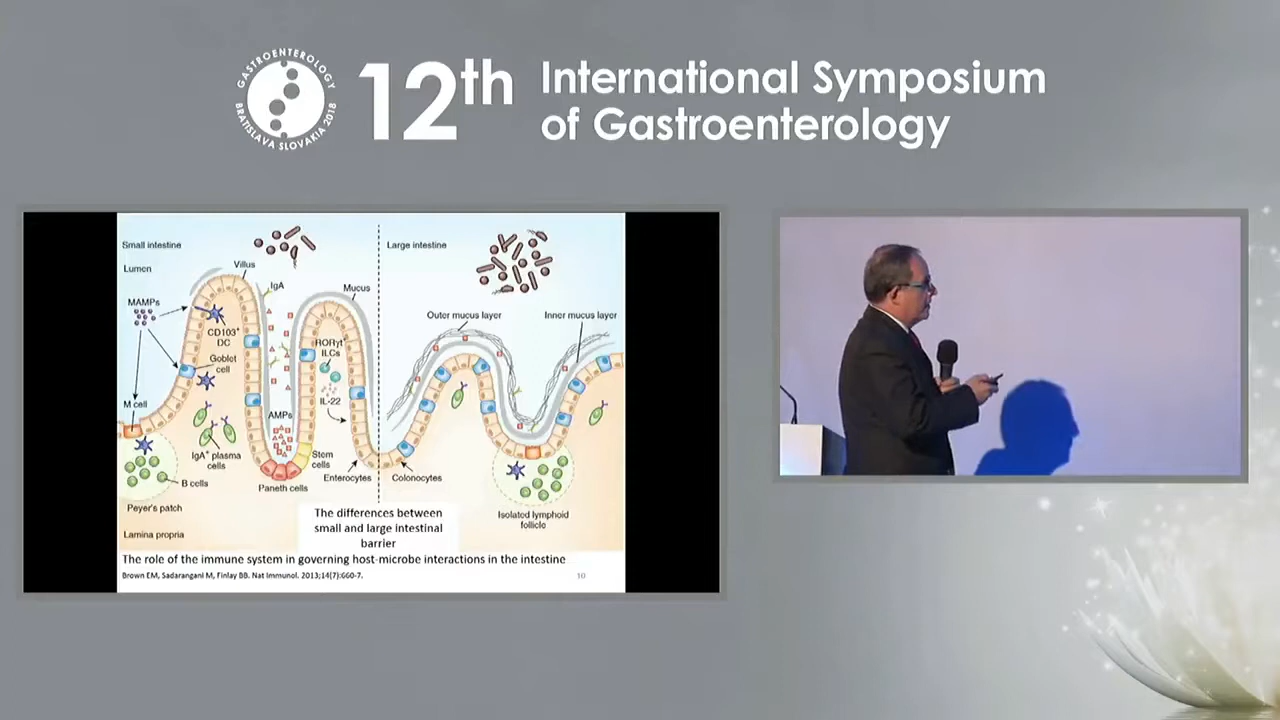 GASTROENTEROLOGY
BRATISLAVA SLOVAKIA 2018
12th
International Symposium
of Gastroenterology
Small intestine
Large intestine
Lumen
Villus
IgA
Mucus
MAMPs
Outer mucus layer
Inner mucus layer
CD103⁺
DC
RORγt⁺
ILCs
Goblet
cell
IL-22
M cell
AMPs
IgA⁺ plasma
cells
Stem
cells
B cells
Paneth cells
Enterocytes
Colonocytes
Peyer's patch
Isolated lymphoid
follicle
The differences between
small and large intestinal
barrier
Lamina propria
The role of the immune system in governing host-microbe interactions in the intestine
Brown EM, Sadarangani M, Finlay BB. Nat Immunol. 2013;14(7):660-7.
10